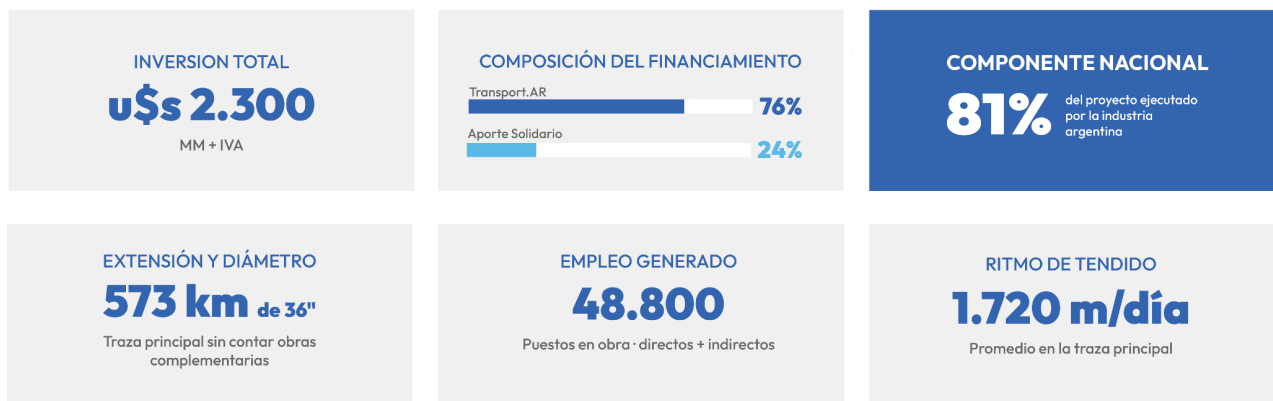 INVERSION TOTAL
u$s 2.300
MM + IVA
COMPOSICIÓN DEL FINANCIAMIENTO
Transport.AR
76%
Aporte Solidario
24%
COMPONENTE NACIONAL
81%
del proyecto ejecutado
por la industria
argentina
EXTENSIÓN Y DIÁMETRO
573 km de 36"
Traza principal sin contar obras
complementarias
EMPLEO GENERADO
48.800
Puestos en obra · directos + indirectos
RITMO DE TENDIDO
1.720 m/día
Promedio en la traza principal